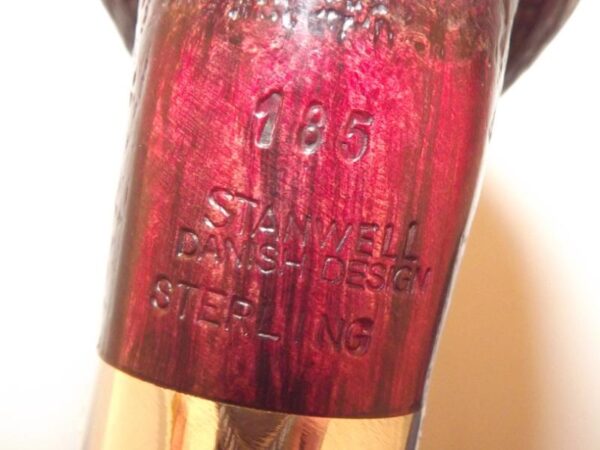 185
STANWELL
DANISH DESIGN
STERLING